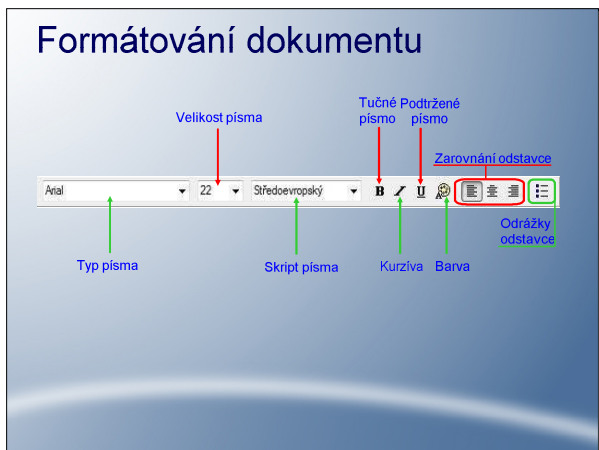 Formátování dokumentu
Tučné
písmo
Podtržené
písmo
Velikost písma
Zarovnání odstavce
Arial
22
Středoevropský
B
I
U
Odrážky
odstavce
Typ písma
Skript písma
Kurzíva
Barva